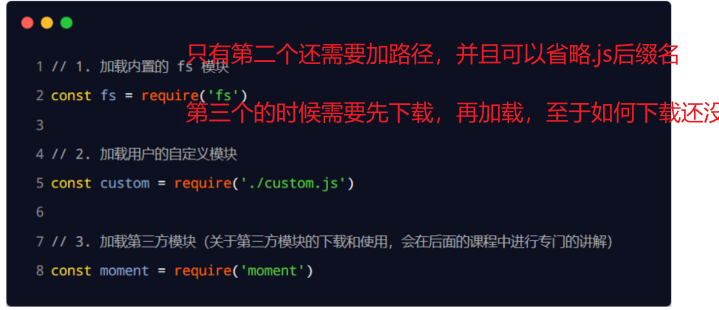 只有第二个还需要加路径，并且可以省略.js后缀名
1 // 1. 加载内置的 fs 模块
2 const fs = require('fs')
第三个的时候需要先下载，再加载，至于如何下载还没
3
4 // 2. 加载用户的自定义模块
5 const custom = require('./custom.js')
6
7 // 3. 加载第三方模块（关于第三方模块的下载和使用，会在后面的课程中进行专门的讲解）
8 const moment = require('moment')